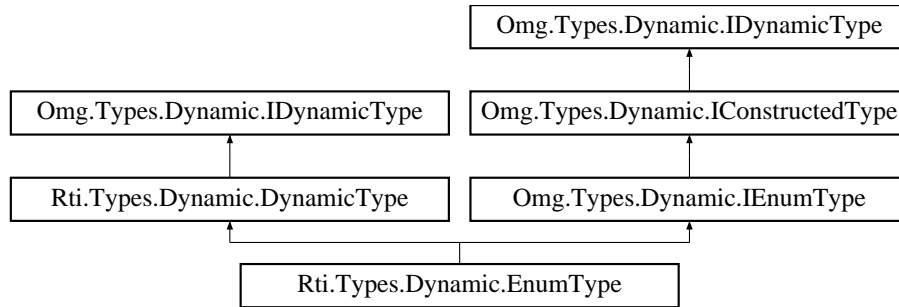 Omg.Types.Dynamic.IDynamicType
Omg.Types.Dynamic.IDynamicType
Omg.Types.Dynamic.IConstructedType
Rti.Types.Dynamic.DynamicType
Omg.Types.Dynamic.IEnumType
Rti.Types.Dynamic.EnumType